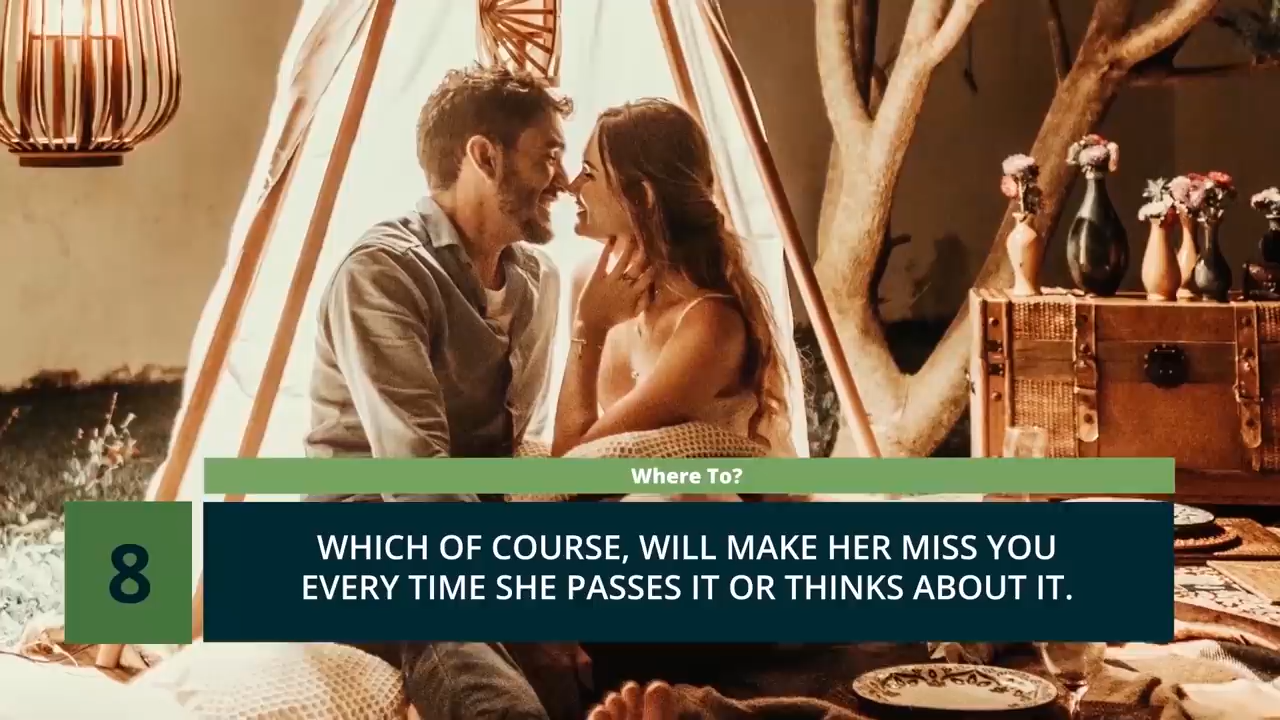 Where To?
8
WHICH OF COURSE, WILL MAKE HER MISS YOU
EVERY TIME SHE PASSES IT OR THINKS ABOUT IT.